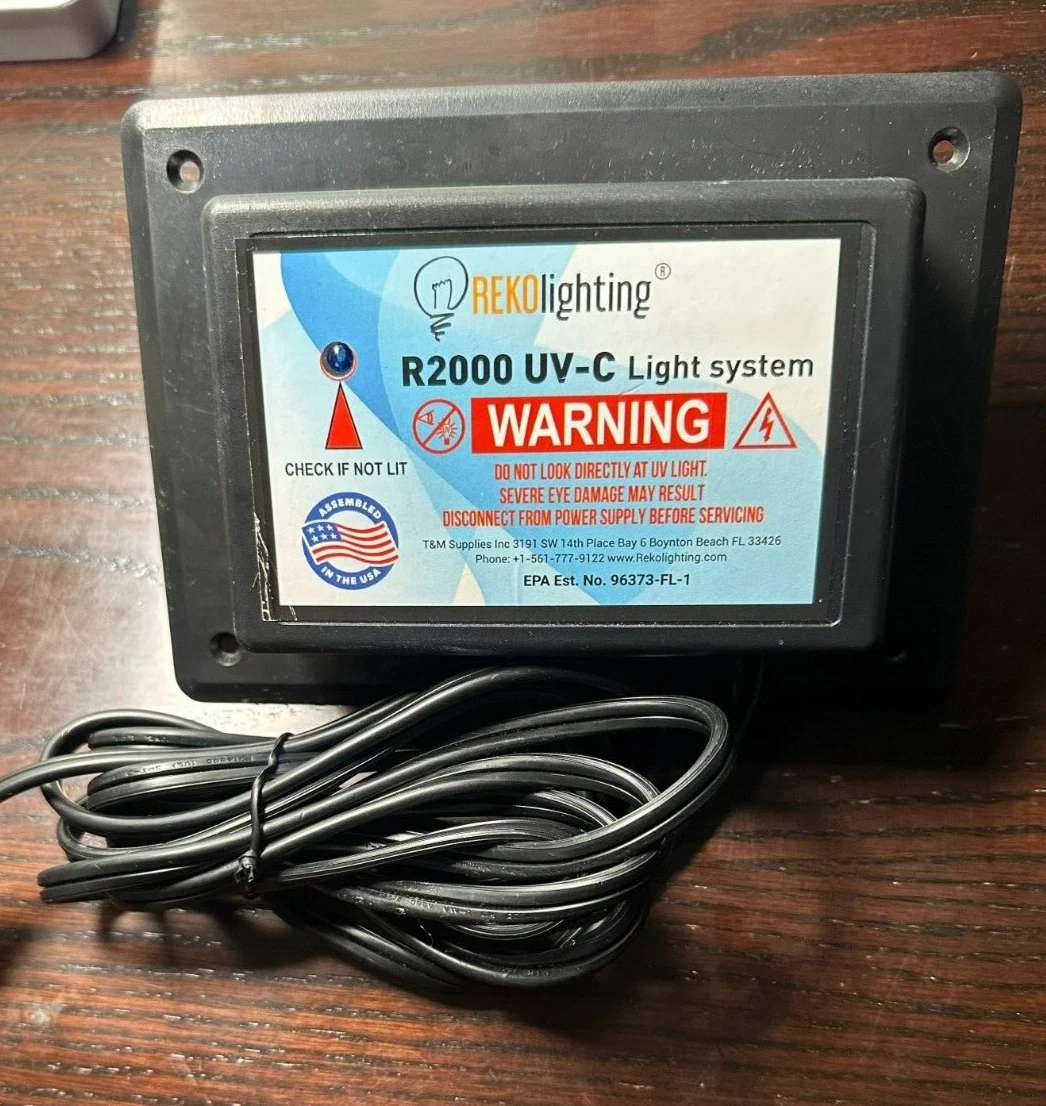 REKOlighting®
R2000 UV-C Light system
WARNING
CHECK IF NOT LIT
DO NOT LOOK DIRECTLY AT UV LIGHT.
SEVERE EYE DAMAGE MAY RESULT
DISCONNECT FROM POWER SUPPLY BEFORE SERVICING
ASSEMBLED
IN THE USA
T&M Supplies Inc 3191 SW 14th Place Bay 6 Boynton Beach FL 33426
Phone: +1-561-777-9122 www.Rekolighting.com
EPA Est. No. 96373-FL-1